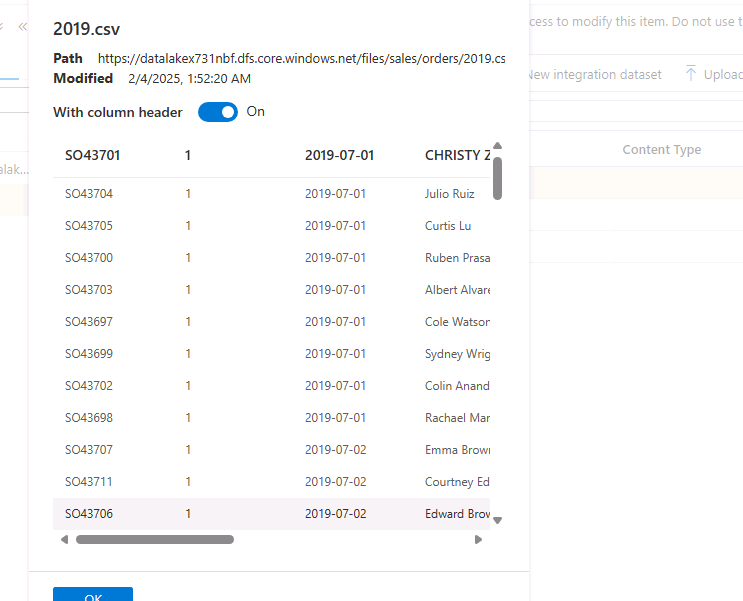 2019.csv
Path https://datalakex731nbf.dfs.core.windows.net/files/sales/orders/2019.cs
Modified 2/4/2025, 1:52:20 AM
With column header On
SO43701 1 2019-07-01 CHRISTY Z
SO43704 1 2019-07-01 Julio Ruiz
SO43705 1 2019-07-01 Curtis Lu
SO43700 1 2019-07-01 Ruben Prasa
SO43703 1 2019-07-01 Albert Alvare
SO43697 1 2019-07-01 Cole Watson
SO43699 1 2019-07-01 Sydney Wrig
SO43702 1 2019-07-01 Colin Anand
SO43698 1 2019-07-01 Rachael Mar
SO43707 1 2019-07-02 Emma Brown
SO43711 1 2019-07-02 Courtney Ed
SO43706 1 2019-07-02 Edward Brow
OK
cess to modify this item. Do not use t
New integration dataset Upload
Content Type
alak...